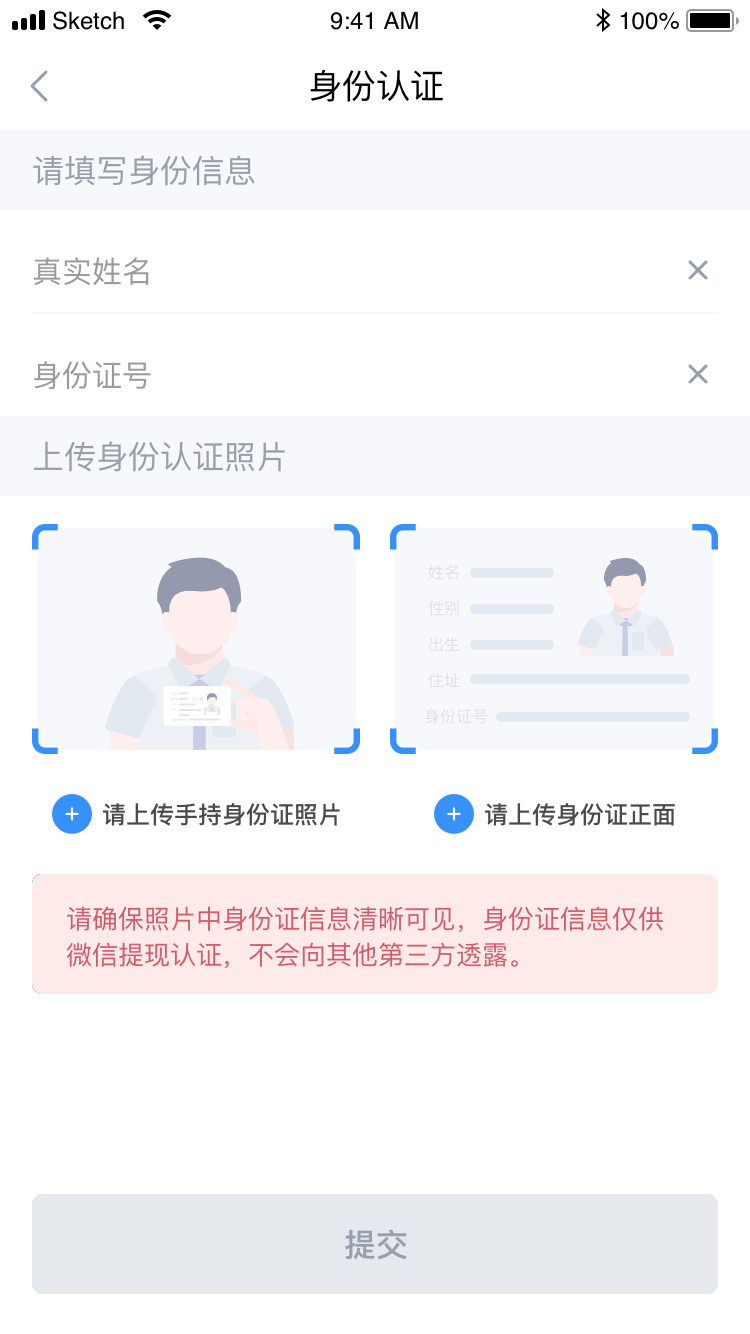 Sketch 9:41 AM 100%
身份认证
请填写身份信息
真实姓名
身份证号
上传身份认证照片
姓名
性别
出生
住址
身份证号
请上传手持身份证照片
请上传身份证正面
请确保照片中身份证信息清晰可见，身份证信息仅供
微信提现认证，不会向其他第三方透露。
提交